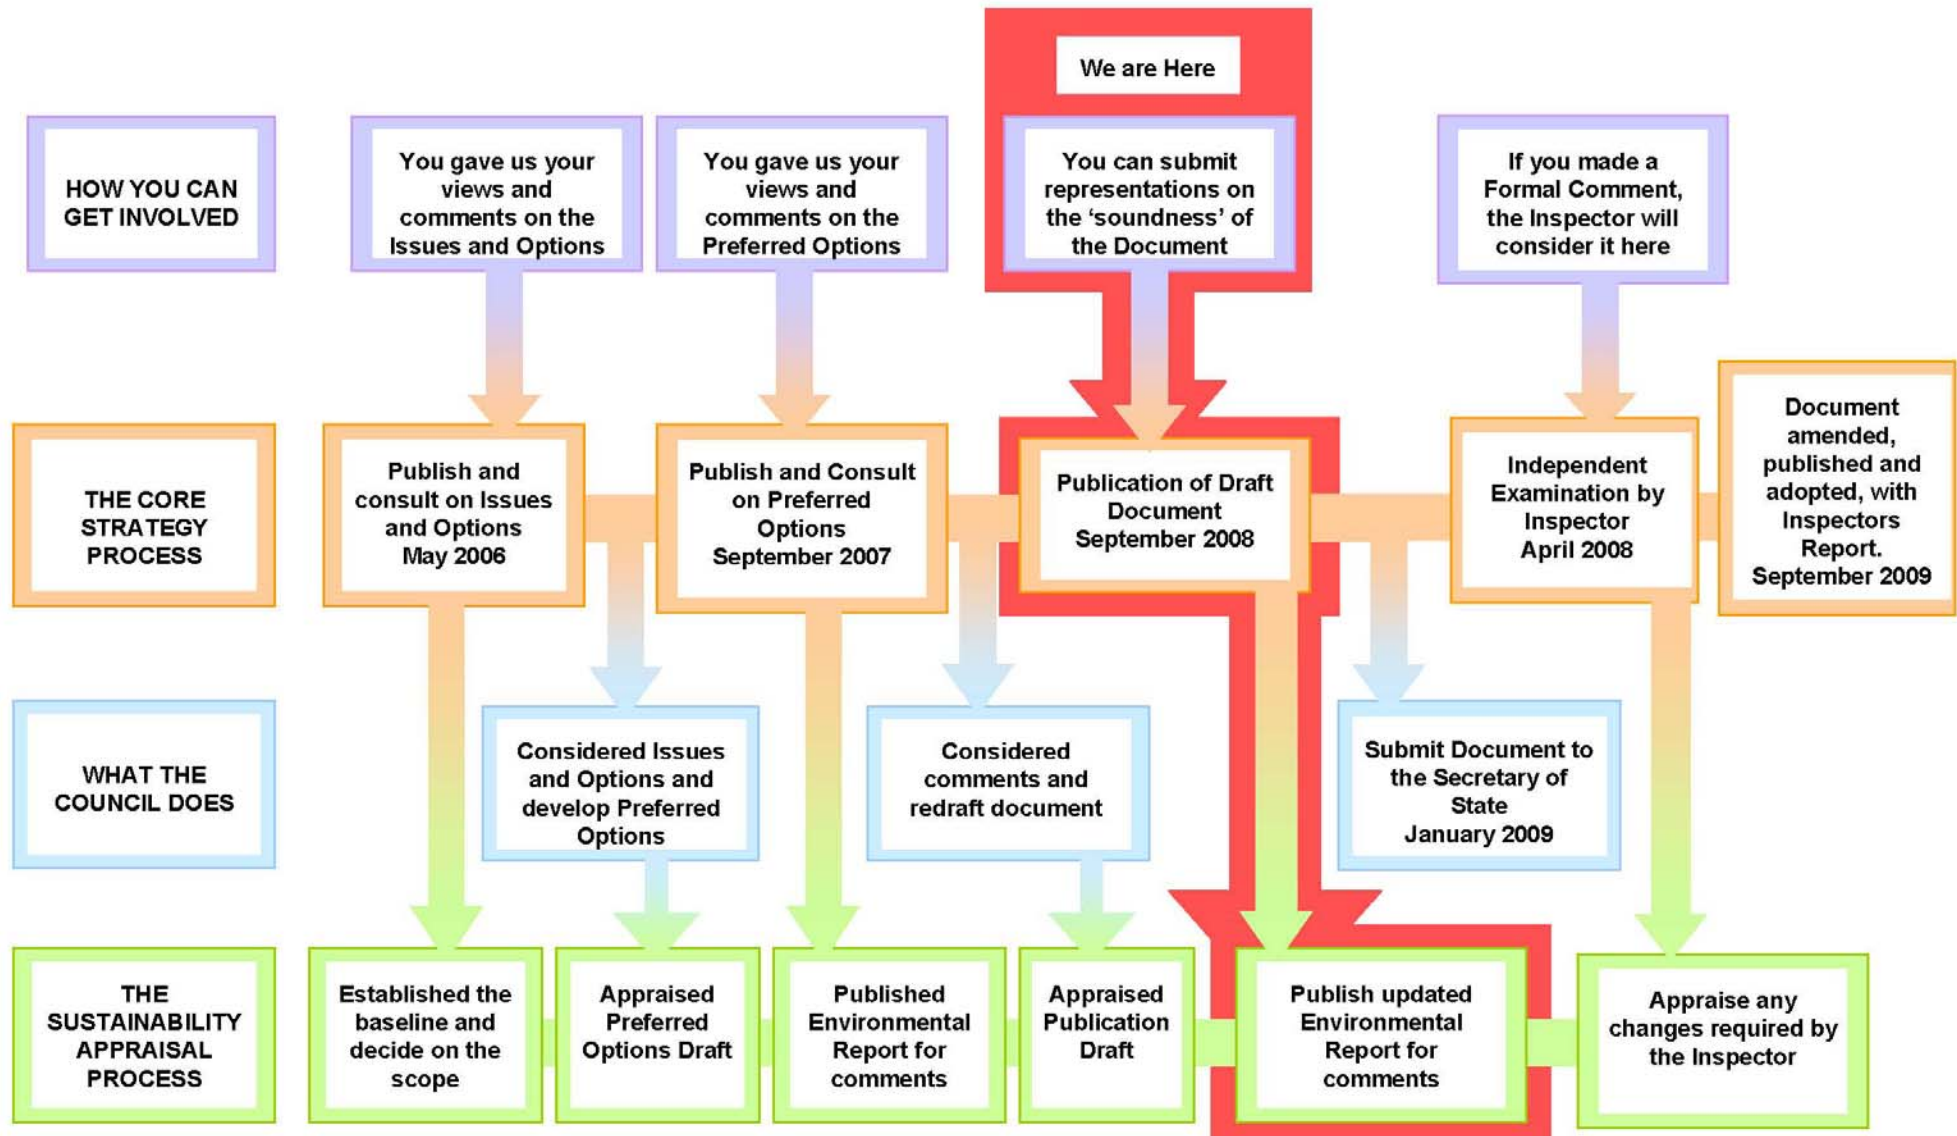 We are Here
HOW YOU CAN
GET INVOLVED
You gave us your
views and
comments on the
Issues and Options
You gave us your
views and
comments on the
Preferred Options
You can submit
representations on
the ‘soundness’ of
the Document
If you made a
Formal Comment,
the Inspector will
consider it here
THE CORE
STRATEGY
PROCESS
Publish and
consult on Issues
and Options
May 2006
Publish and Consult
on Preferred
Options
September 2007
Publication of Draft
Document
September 2008
Independent
Examination by
Inspector
April 2008
Document
amended,
published and
adopted, with
Inspectors
Report.
September 2009
WHAT THE
COUNCIL DOES
Considered Issues
and Options and
develop Preferred
Options
Considered
comments and
redraft document
Submit Document to
the Secretary of
State
January 2009
THE
SUSTAINABILITY
APPRAISAL
PROCESS
Established the
baseline and
decide on the
scope
Appraised
Preferred
Options Draft
Published
Environmental
Report for
comments
Appraised
Publication
Draft
Publish updated
Environmental
Report for
comments
Appraise any
changes required by
the Inspector